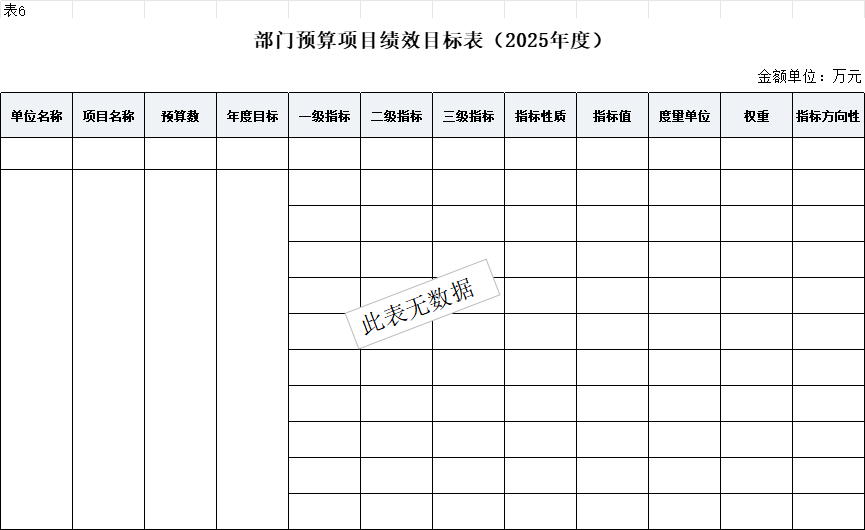 表6
部门预算项目绩效目标表（2025年度）
金额单位：万元
单位名称 项目名称 预算数 年度目标 一级指标 二级指标 三级指标 指标性质 指标值 度量单位 权重 指标方向性
此表无数据